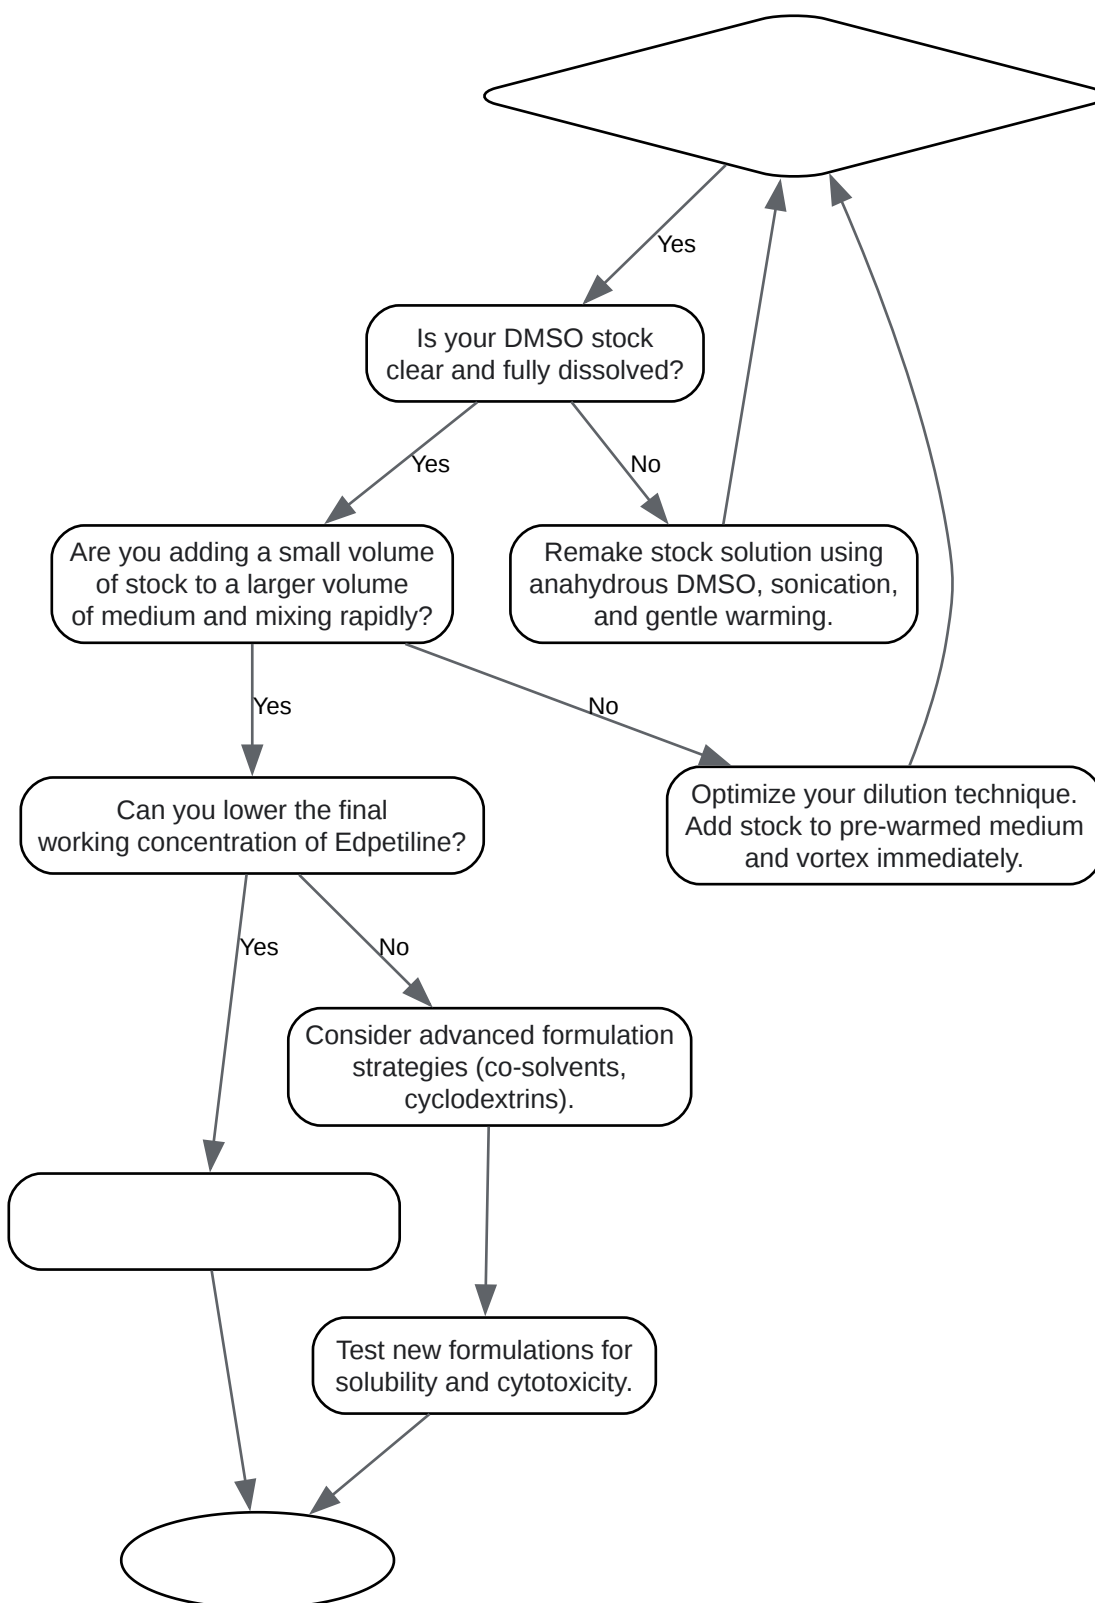 Yes
Is your DMSO stock
clear and fully dissolved?
Yes
No
Are you adding a small volume
of stock to a larger volume
of medium and mixing rapidly?
Remake stock solution using
anahydrous DMSO, sonication,
and gentle warming.
Yes
No
Can you lower the final
working concentration of Edpetiline?
Optimize your dilution technique.
Add stock to pre-warmed medium
and vortex immediately.
Yes
No
Consider advanced formulation
strategies (co-solvents,
cyclodextrins).
Test new formulations for
solubility and cytotoxicity.